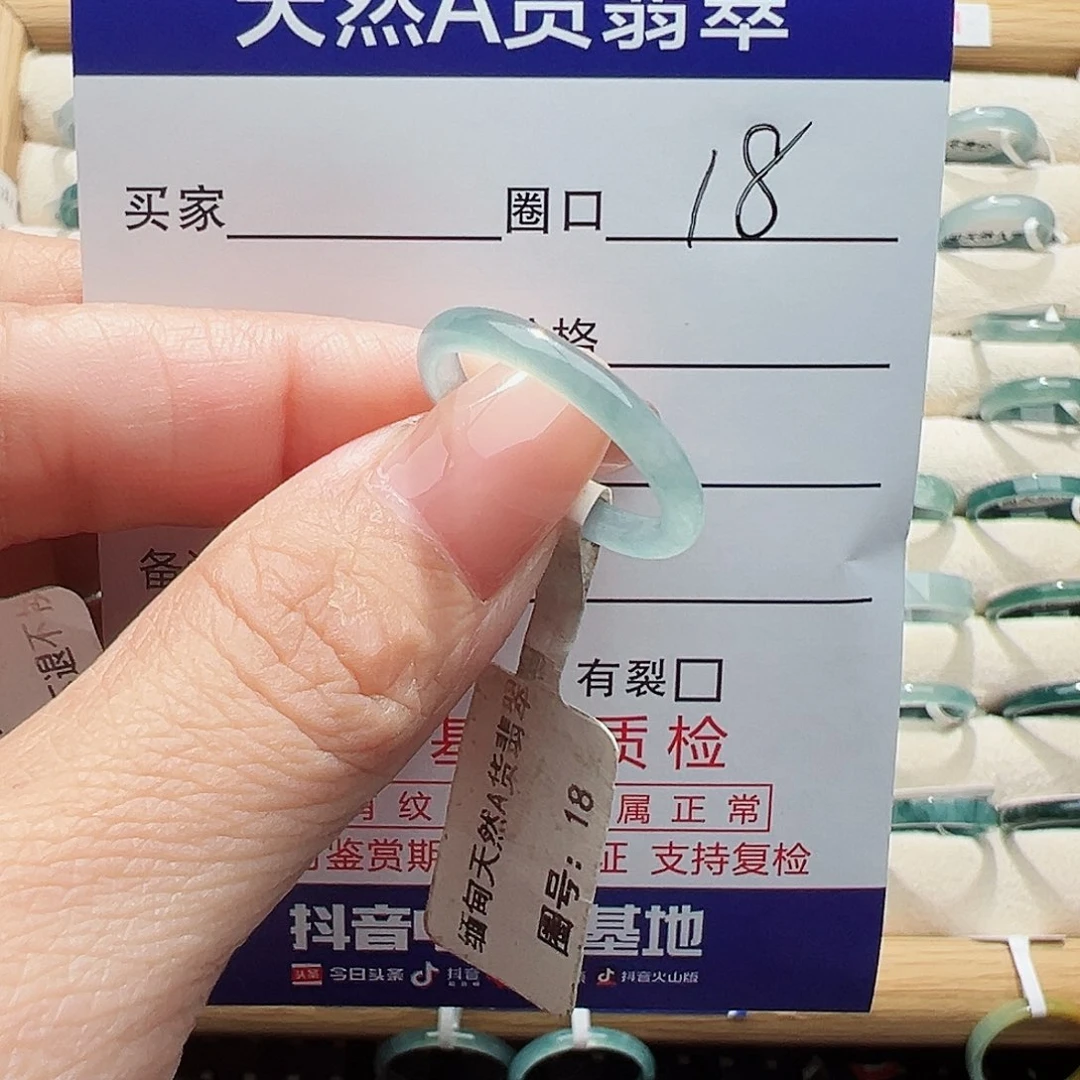 天然A货翡翠
买家 圈口 18
格
备
有裂
质检
有纹 属正常
鉴赏期 证 支持复检
抖音 基地
今日头条 抖音 抖音火山版
缅甸天然A货翡翠
圈号: 18
退不